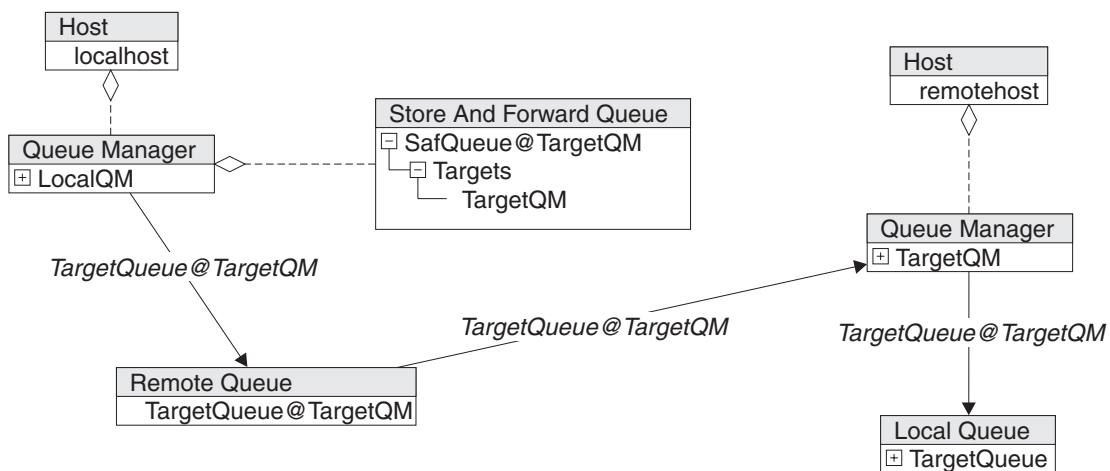 Host
localhost
Host
remotehost
Store And Forward Queue
SafQueue@TargetQM
Targets
TargetQM
Queue Manager
LocalQM
Queue Manager
TargetQM
TargetQueue@TargetQM
TargetQueue@TargetQM
TargetQueue@TargetQM
Remote Queue
TargetQueue@TargetQM
Local Queue
TargetQueue